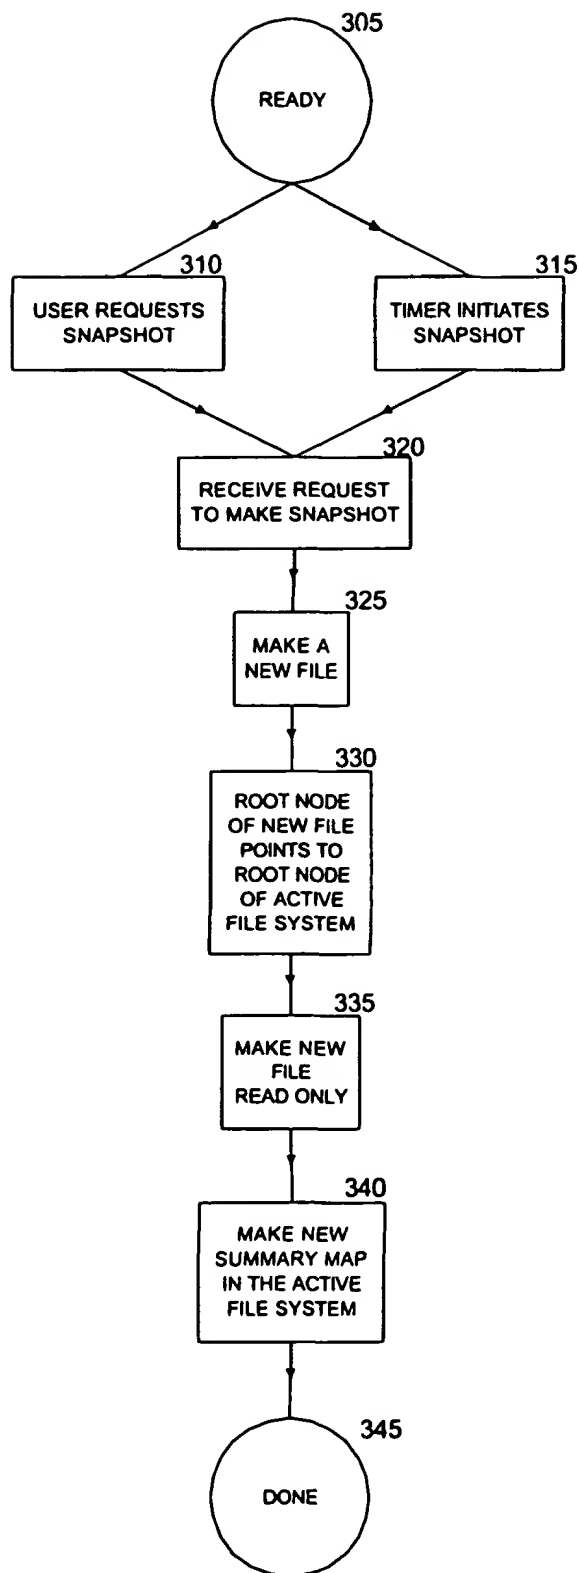 305
READY
310
USER REQUESTS
SNAPSHOT
315
TIMER INITIATES
SNAPSHOT
320
RECEIVE REQUEST
TO MAKE SNAPSHOT
325
MAKE A
NEW FILE
330
ROOT NODE
OF NEW FILE
POINTS TO
ROOT NODE
OF ACTIVE
FILE SYSTEM
335
MAKE NEW
FILE
READ ONLY
340
MAKE NEW
SUMMARY MAP
IN THE ACTIVE
FILE SYSTEM
345
DONE